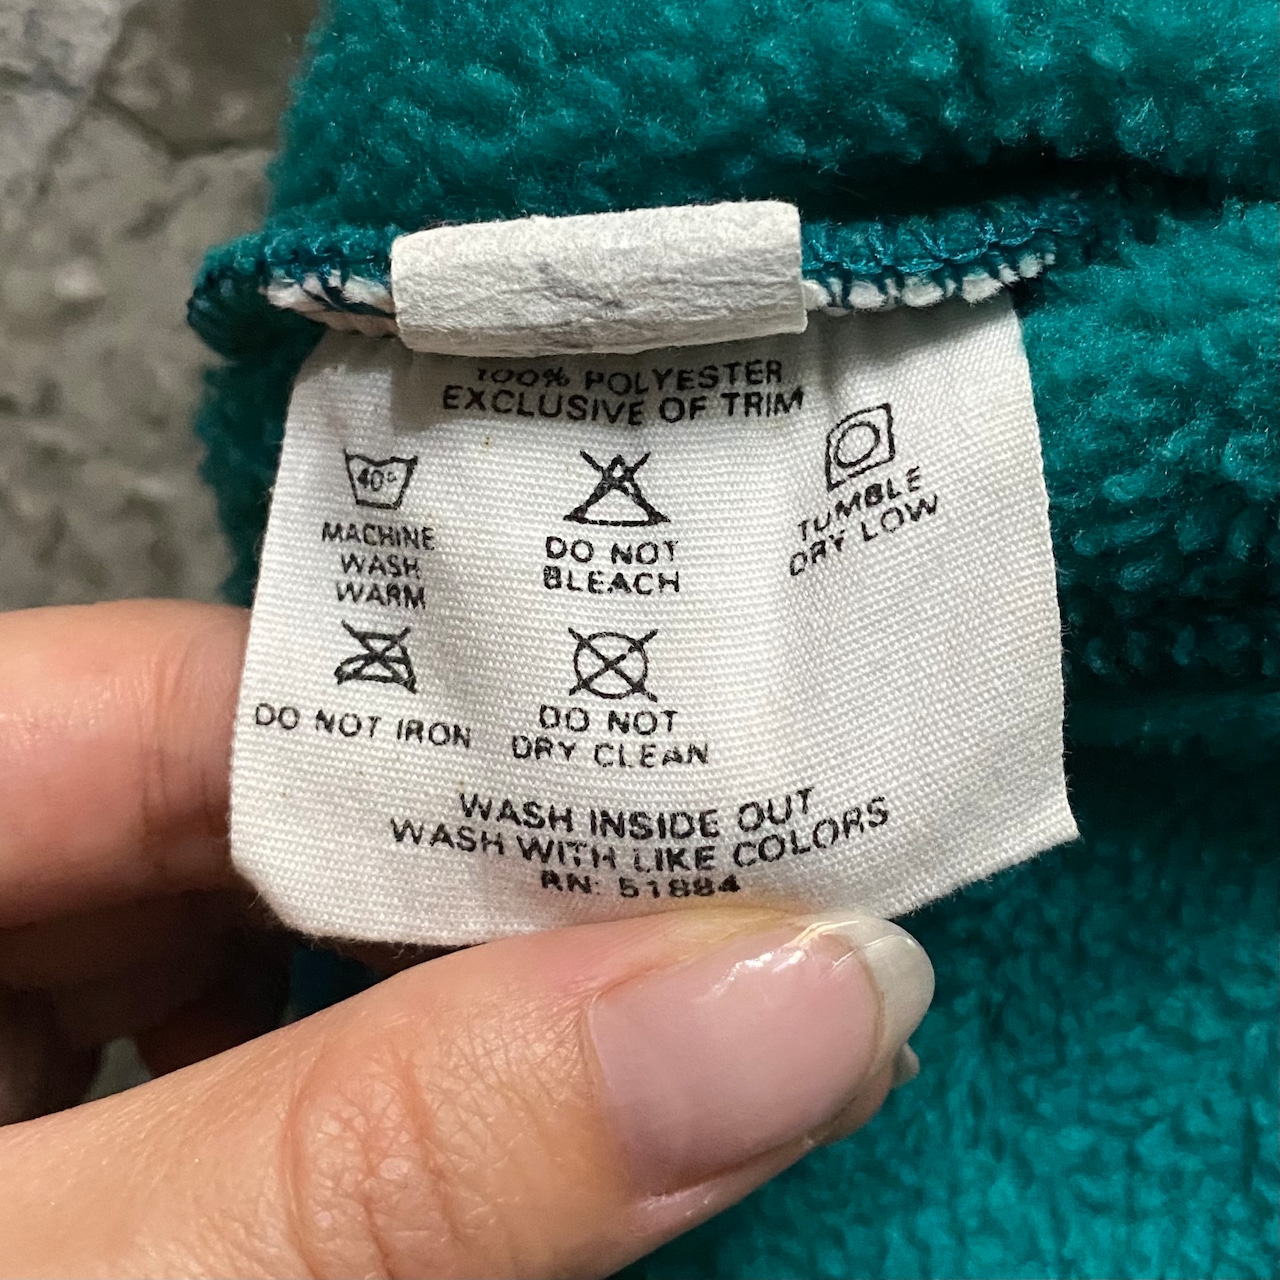 100% POLYESTER
EXCLUSIVE OF TRIM
40c
MACHINE
WASH
WARM
DO NOT
BLEACH
TUMBLE
DRY LOW
DO NOT IRON
DO NOT
DRY CLEAN
WASH INSIDE OUT
WASH WITH LIKE COLORS
RN: 51884